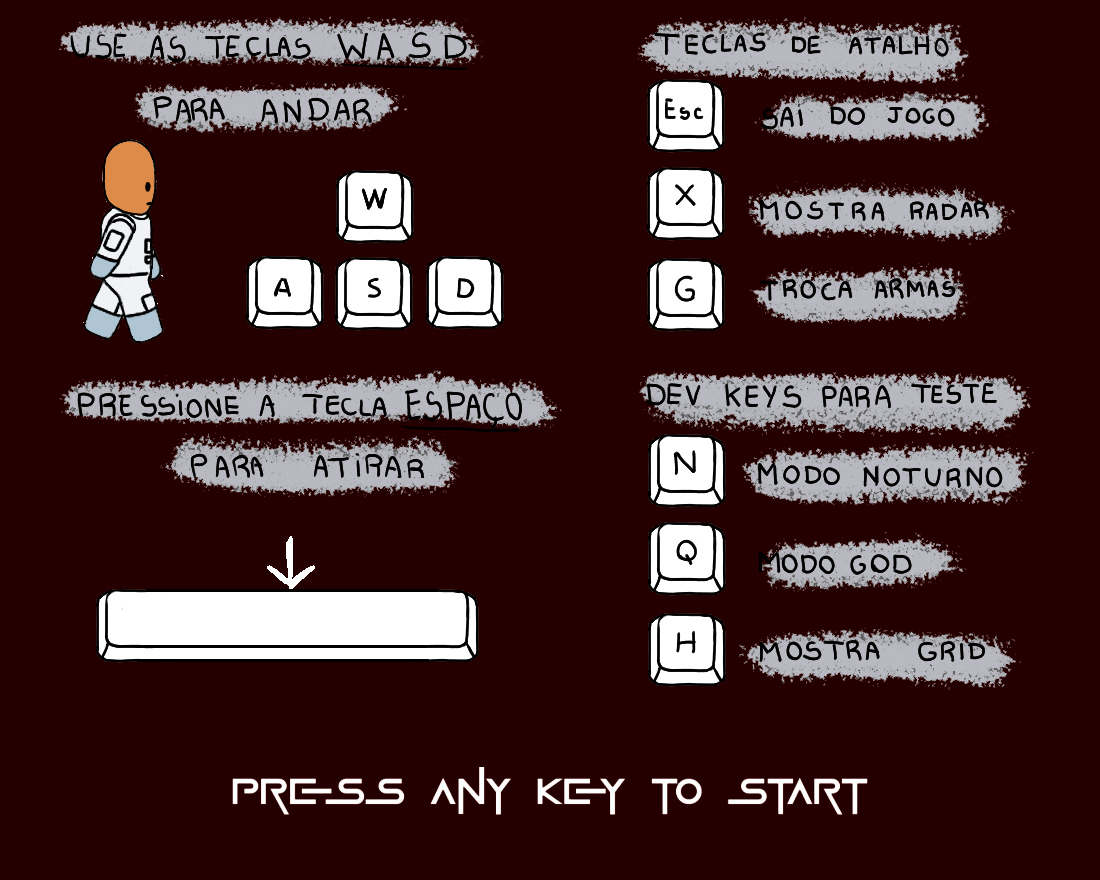 USE AS TECLAS WASD
PARA ANDAR
W
A S D
PRESSIONE A TECLA ESPAÇO
PARA ATIRAR
TECLAS DE ATALHO
Esc SAI DO JOGO
X MOSTRA RADAR
G TROCA ARMAS
DEV KEYS PARA TESTE
N MODO NOTURNO
Q MODO GOD
H MOSTRA GRID
PRESS ANY KEY TO START